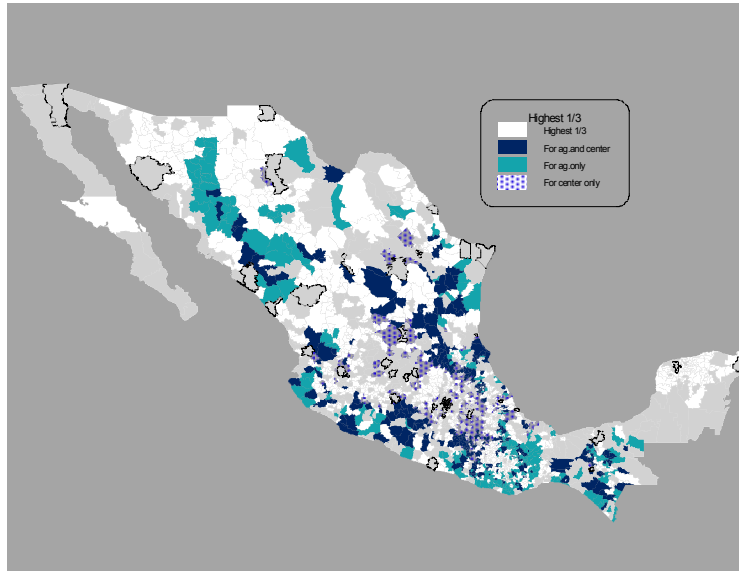 Highest 1/3
Highest 1/3
For ag.and center
For ag.only
For center only